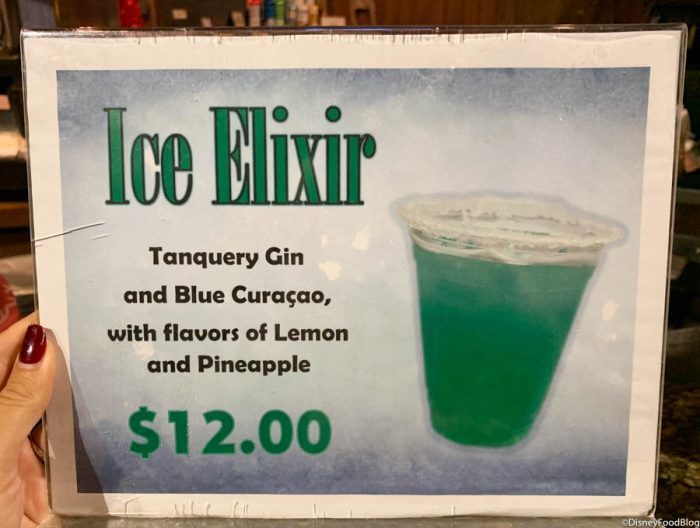 Ice Elixir
Tanquery Gin
and Blue Curaçao,
with flavors of Lemon
and Pineapple
$12.00
©DisneyFoodBlog